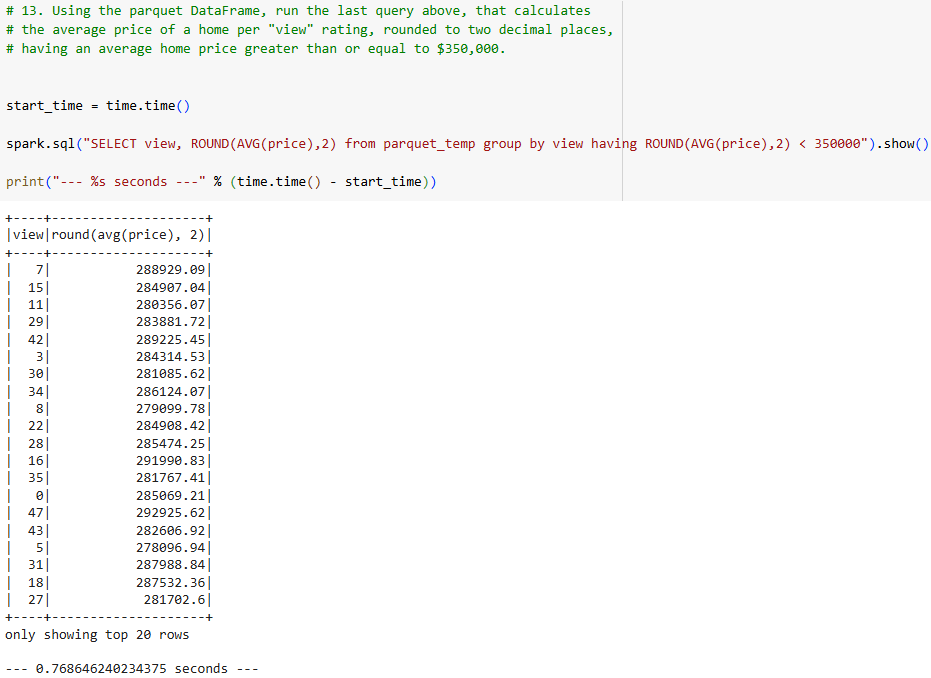 # 13. Using the parquet DataFrame, run the last query above, that calculates
# the average price of a home per "view" rating, rounded to two decimal places,
# having an average home price greater than or equal to $350,000.
start_time = time.time()
spark.sql("SELECT view, ROUND(AVG(price),2) from parquet_temp group by view having ROUND(AVG(price),2) < 350000").show()
print("--- %s seconds ---" % (time.time() - start_time))
+----+--------------------+
|view|round(avg(price), 2)|
+----+--------------------+
|   7|           288929.09|
|  15|           284907.04|
|  11|           280356.07|
|  29|           283881.72|
|  42|           289225.45|
|   3|           284314.53|
|  30|           281085.62|
|  34|           286124.07|
|   8|           279099.78|
|  22|           284908.42|
|  28|           285474.25|
|  16|           291990.83|
|  35|           281767.41|
|   0|           285069.21|
|  47|           292925.62|
|  43|           282606.92|
|   5|           278096.94|
|  31|           287988.84|
|  18|           287532.36|
|  27|            281702.6|
+----+--------------------+
only showing top 20 rows
--- 0.768646240234375 seconds ---